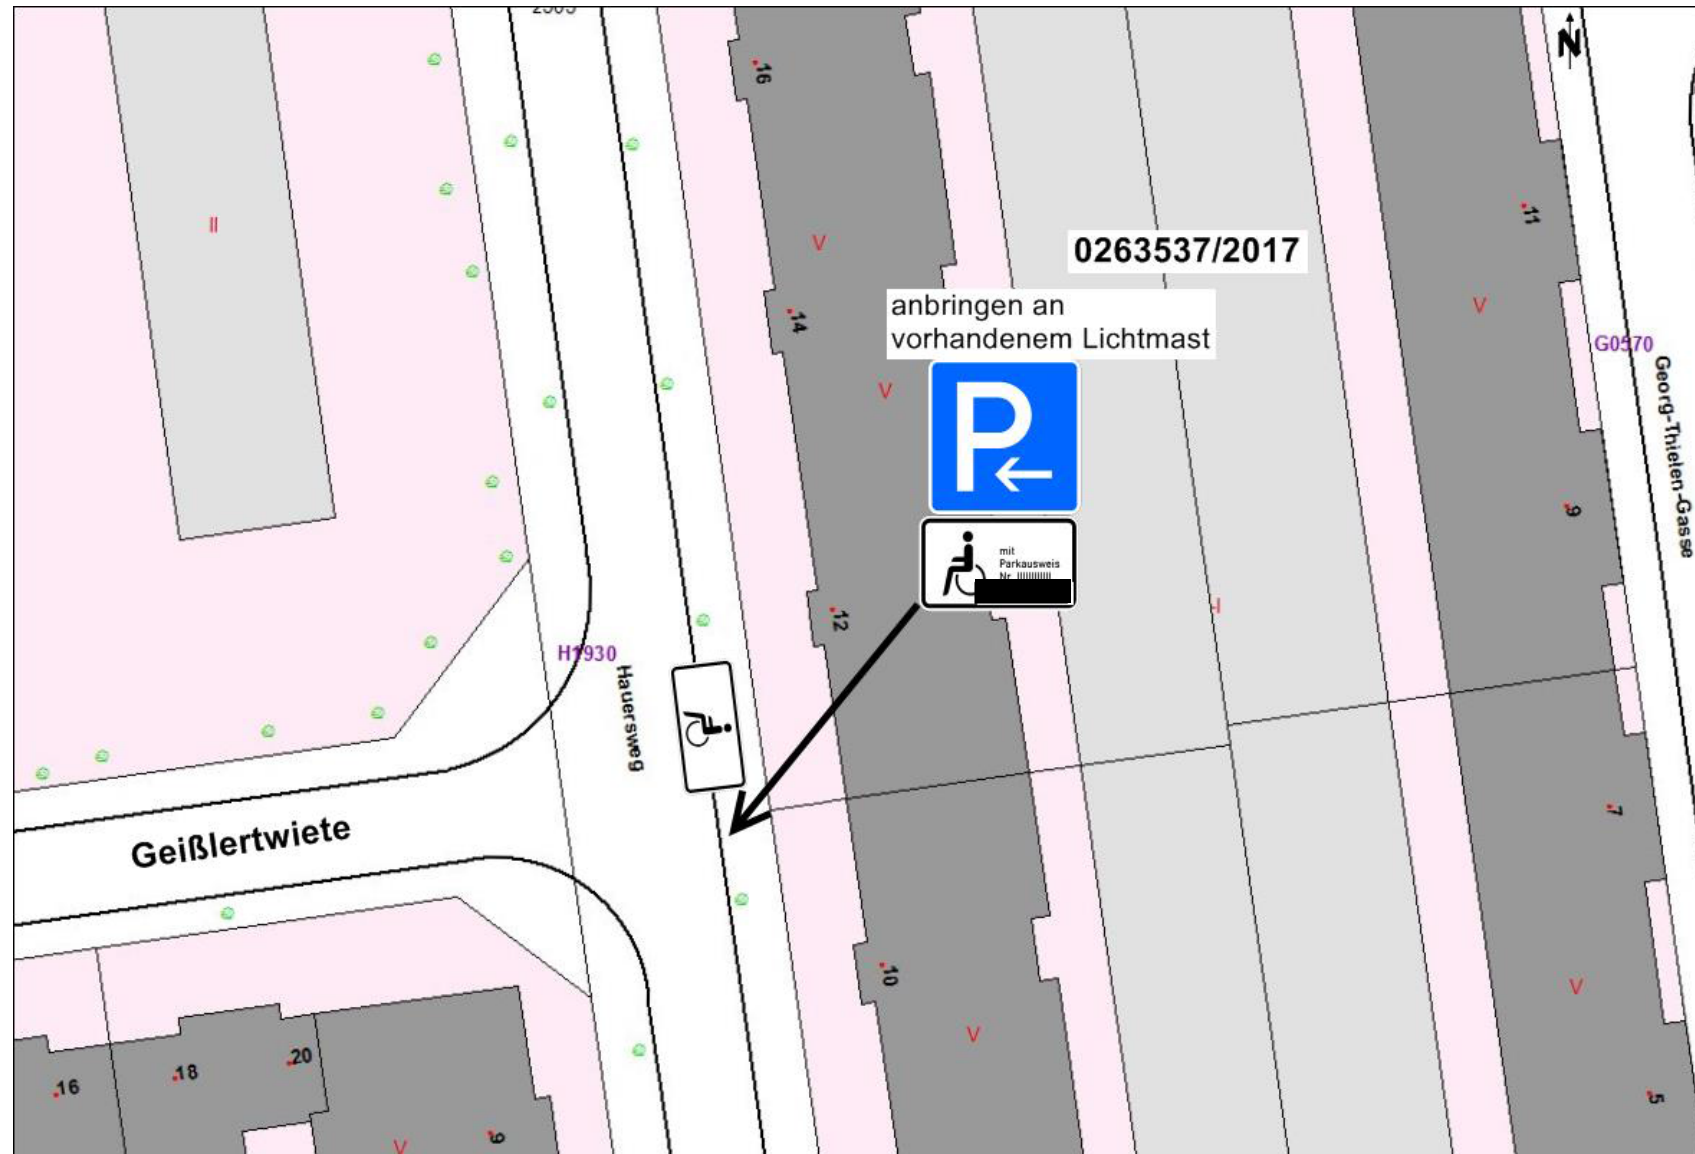 N
16
II
11
V
0263537/2017
anbringen an
vorhandenem Lichtmast
V
14
G0570
V
P
Georg-Thielen-Gasse
9
mit
Parkausweis
Nr.
12
H1930
Hauersweg
7
Geißlertwiete
10
V
V
16
18
20
9
V
5